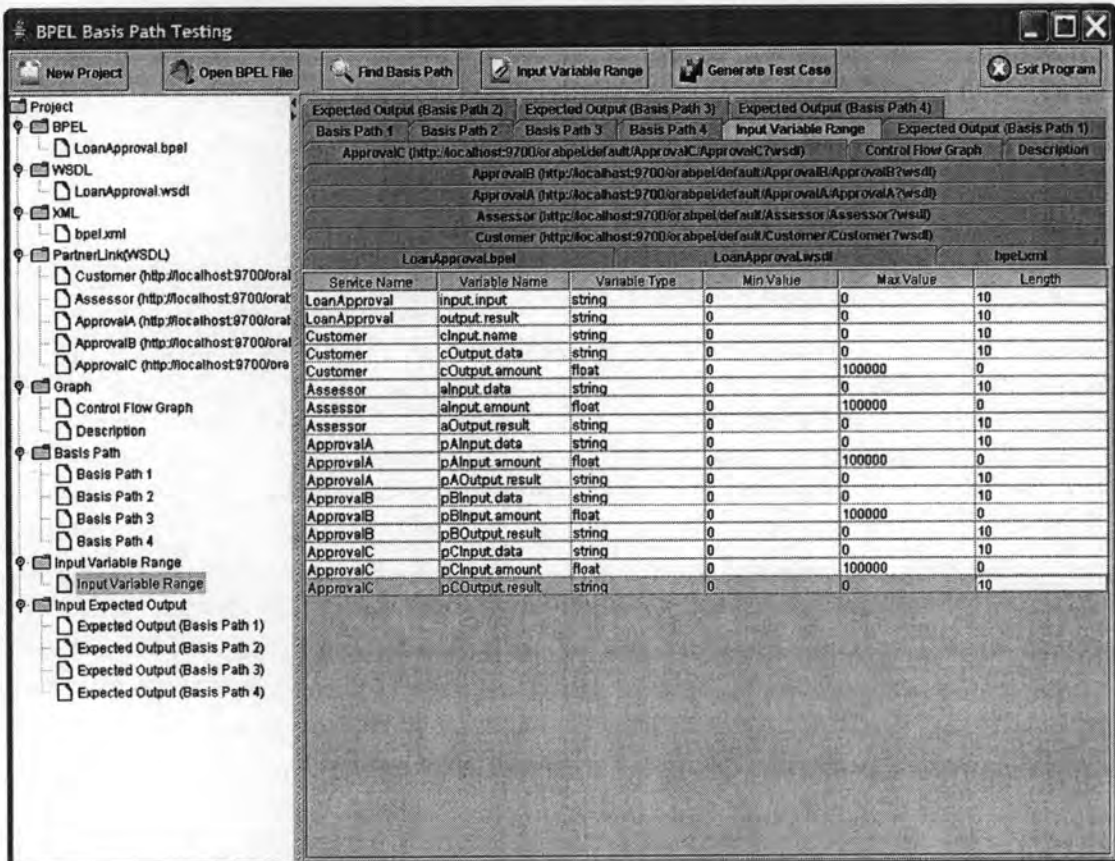 BPEL Basis Path Testing
New Project Open BPEL File Find Basis Path Input Variable Range Generate Test Case Exit Program
Project
BPEL
LoanApproval.bpel
WSDL
LoanApproval.wsdl
XML
bpel.xml
PartnerLink(WSDL)
Customer (http://localhost:9700/oral
Assessor (http://localhost:9700/orab
ApprovalA (http://localhost:9700/oral
ApprovalB (http://localhost:9700/oral
ApprovalC (http://localhost:9700/ora
Graph
Control Flow Graph
Description
Basis Path
Basis Path 1
Basis Path 2
Basis Path 3
Basis Path 4
Input Variable Range
Input Variable Range
Input Expected Output
Expected Output (Basis Path 1)
Expected Output (Basis Path 2)
Expected Output (Basis Path 3)
Expected Output (Basis Path 4)
Expected Output (Basis Path 2) Expected Output (Basis Path 3) Expected Output (Basis Path 4)
Basis Path 1 Basis Path 2 Basis Path 3 Basis Path 4 Input Variable Range Expected Output (Basis Path 1)
ApprovalC (http://localhost:9700/orabpel/default/ApprovalC/ApprovalC?wsdl) Control Flow Graph Description
ApprovalB (http://localhost:9700/orabpel/default/ApprovalB/ApprovalB?wsdl)
ApprovalA (http://localhost:9700/orabpel/default/ApprovalA/ApprovalA?wsdl)
Assessor (http://localhost:9700/orabpel/default/Assessor/Assessor?wsdl)
Customer (http://localhost:9700/orabpel/default/Customer/Customer?wsdl)
LoanApproval.bpel LoanApproval.wsdl bpel.xml
Service Name Variable Name Variable Type Min Value Max Value Length
LoanApproval input.input string 0 0 10
LoanApproval output.result string 0 0 10
Customer cInput.name string 0 0 10
Customer cOutput.data string 0 0 10
Customer cOutput.amount float 0 100000 0
Assessor aInput.data string 0 0 10
Assessor aInput.amount float 0 100000 0
Assessor aOutput.result string 0 0 10
ApprovalA pAInput.data string 0 0 10
ApprovalA pAInput.amount float 0 100000 0
ApprovalA pAOutput.result string 0 0 10
ApprovalB pBInput.data string 0 0 10
ApprovalB pBInput.amount float 0 100000 0
ApprovalB pBOutput.result string 0 0 10
ApprovalC pCInput.data string 0 0 10
ApprovalC pCInput.amount float 0 100000 0
ApprovalC pCOutput.result string 0 0 10